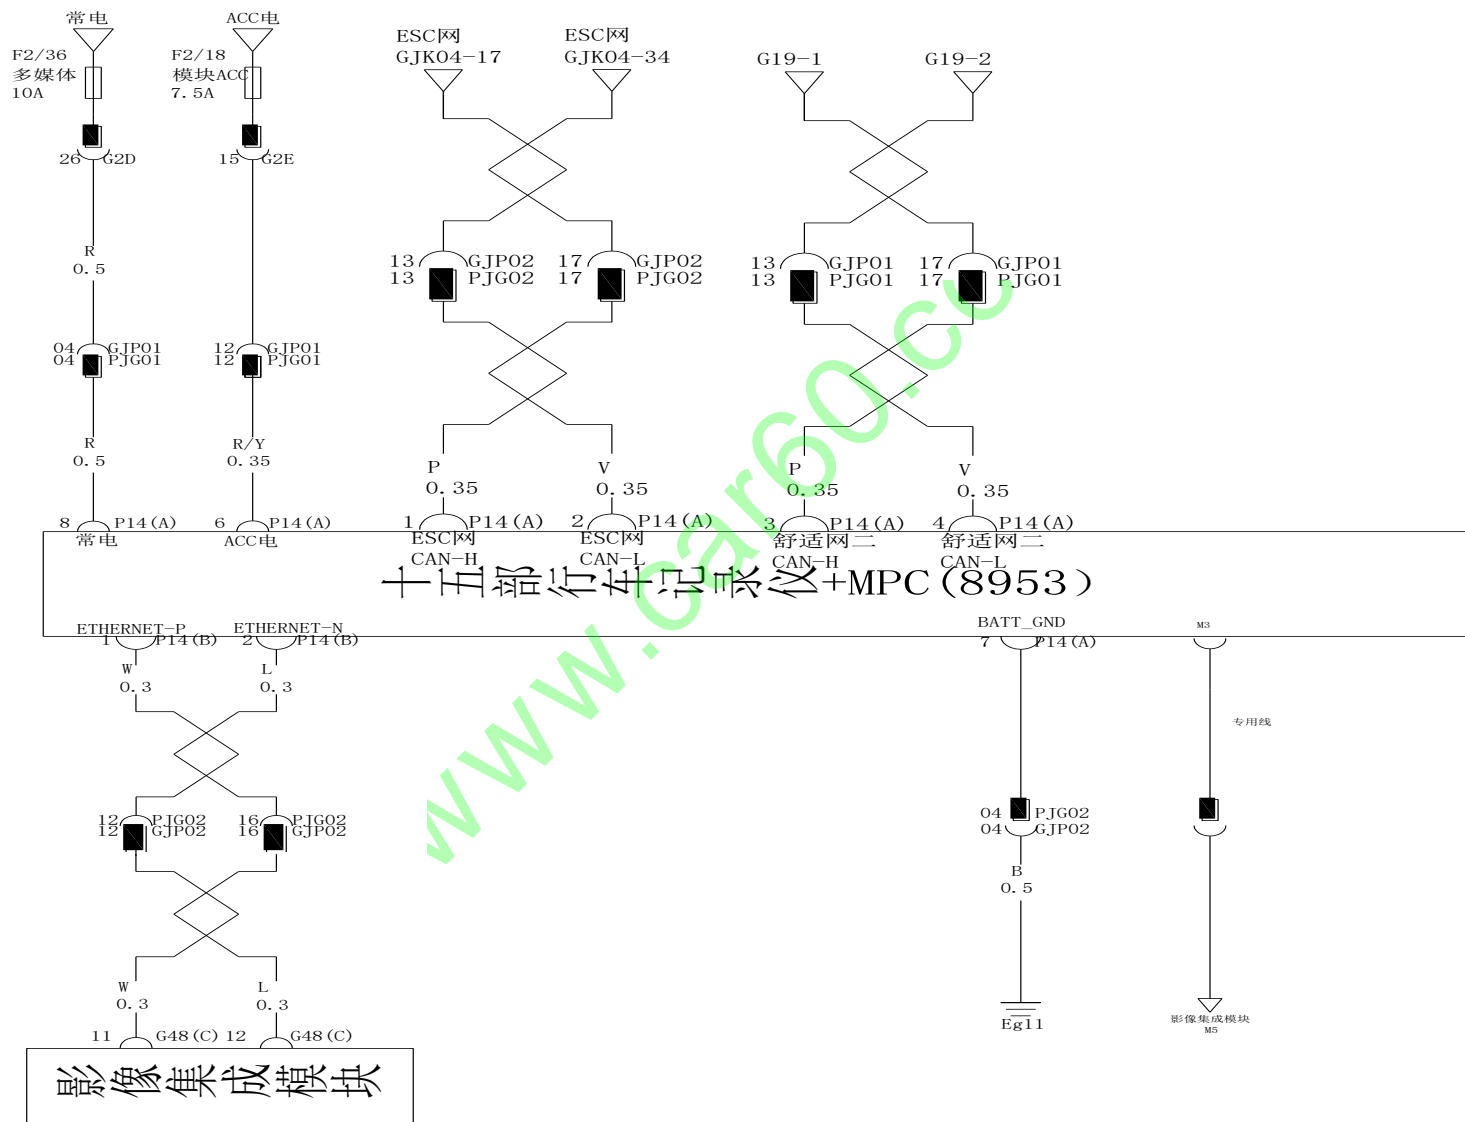 常电
ACC电
F2/36
多媒体
10A
F2/18
模块ACC
7.5A
ESC网
GJK04-17
ESC网
GJK04-34
G19-1
G19-2
26 G2D
15 G2E
R
0.5
13 GJP02
13 PJG02
17 GJP02
17 PJG02
13 GJP01
13 PJG01
17 GJP01
17 PJG01
04 GJP01
04 PJG01
12 GJP01
12 PJG01
R
0.5
R/Y
0.35
P
0.35
V
0.35
P
0.35
V
0.35
8 P14(A)
6 P14(A)
1 P14(A)
2 P14(A)
3 P14(A)
4 P14(A)
常电
ACC电
ESC网
CAN-H
ESC网
CAN-L
舒适网二
CAN-H
舒适网二
CAN-L
十五部行车记录仪+MPC(8953)
ETHERNET-P
1 P14(B)
ETHERNET-N
2 P14(B)
BATT_GND
7 P14(A)
M3
W
0.3
L
0.3
专用线
12 PJG02
12 GJP02
16 PJG02
16 GJP02
04 PJG02
04 GJP02
B
0.5
W
0.3
L
0.3
11 G48(C)
12 G48(C)
Eg11
影像集成模块
M5
影像集成模块
www.car60.cc